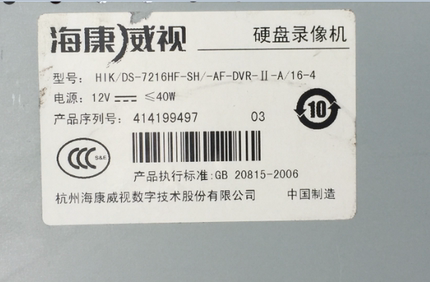 海康威视 硬盘录像机
型号: HIK/DS-7216HF-SH/-AF-DVR-II-A/16-4
电源: 12V ≤40W
产品序列号: 414199497 03
10
CCC S&E
产品执行标准:GB 20815-2006
杭州海康威视数字技术股份有限公司 中国制造